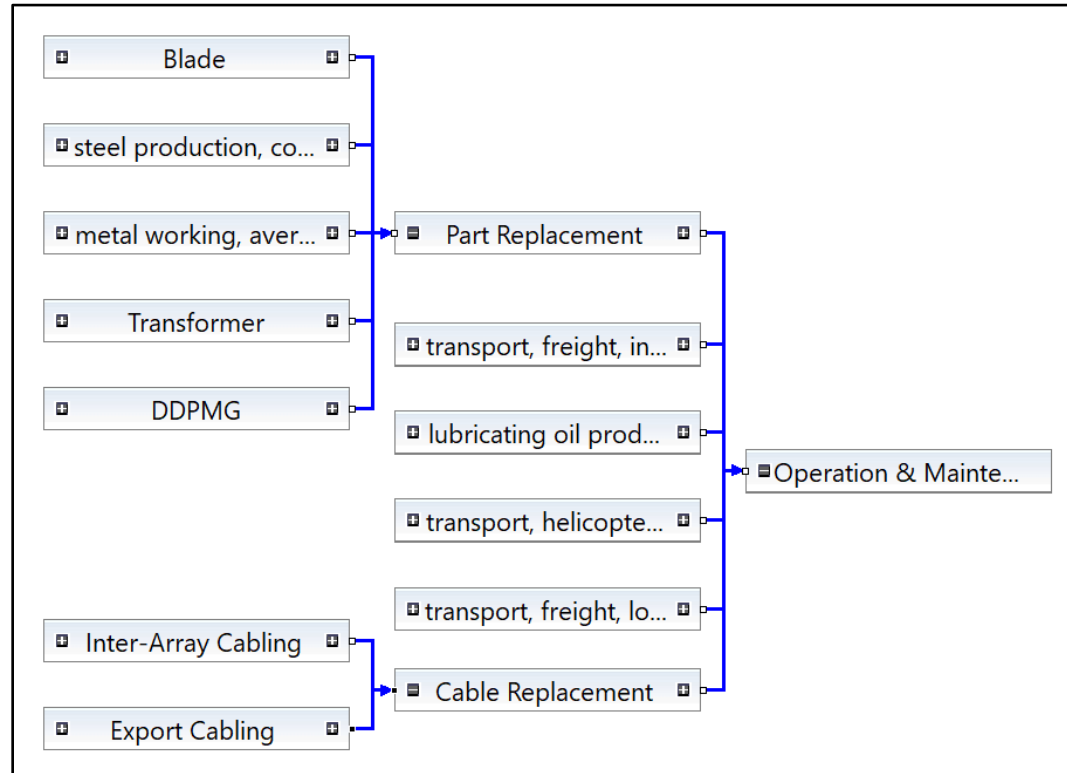 Blade
steel production, co...
metal working, aver...
Part Replacement
Transformer
transport, freight, in...
DDPMG
lubricating oil prod...
Operation & Mainte...
transport, helicopte...
transport, freight, lo...
Inter-Array Cabling
Cable Replacement
Export Cabling